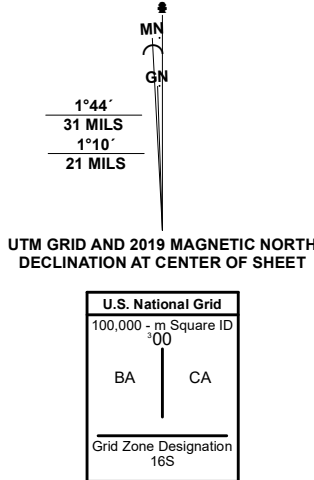 MN
GN
1°44´
31 MILS
1°10´
21 MILS
UTM GRID AND 2019 MAGNETIC NORTH
DECLINATION AT CENTER OF SHEET
U.S. National Grid
100,000 - m Square ID
³00
BA CA
Grid Zone Designation
16S